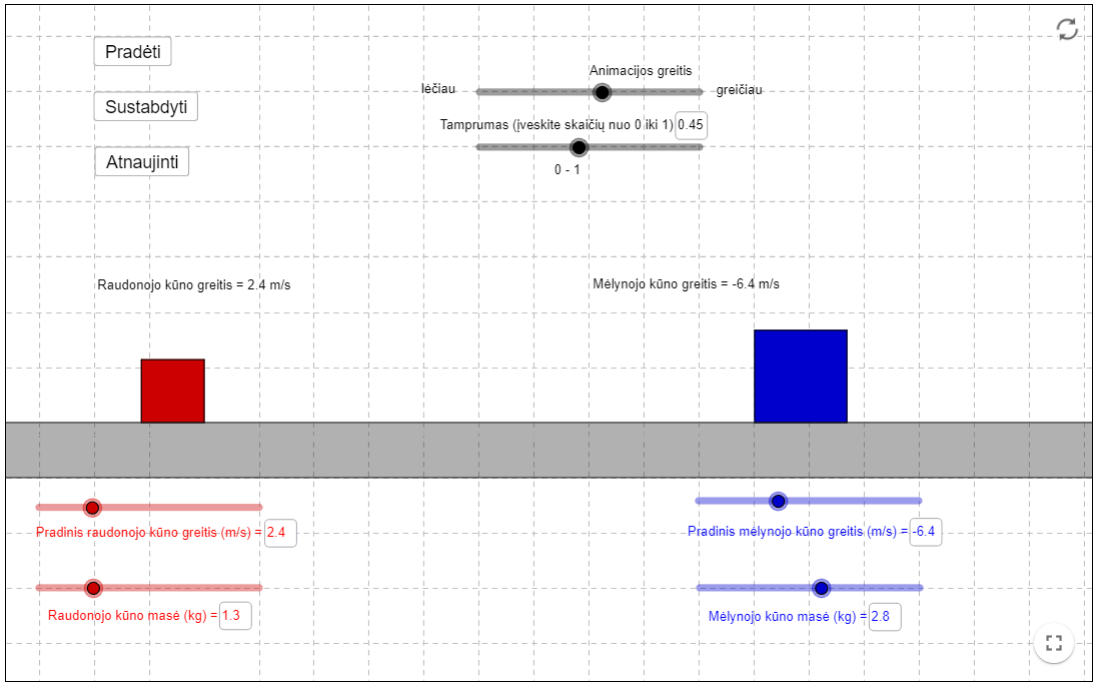 Pradėti
Animacijos greitis
lėčiau
greičiau
Sustabdyti
Tamprumas (įveskite skaičių nuo 0 iki 1) 0.45
Atnaujinti
0 - 1
Raudonojo kūno greitis = 2.4 m/s
Mėlynojo kūno greitis = -6.4 m/s
Pradinis raudonojo kūno greitis (m/s) = 2.4
Pradinis mėlynojo kūno greitis (m/s) = -6.4
Raudonojo kūno masė (kg) = 1.3
Mėlynojo kūno masė (kg) = 2.8